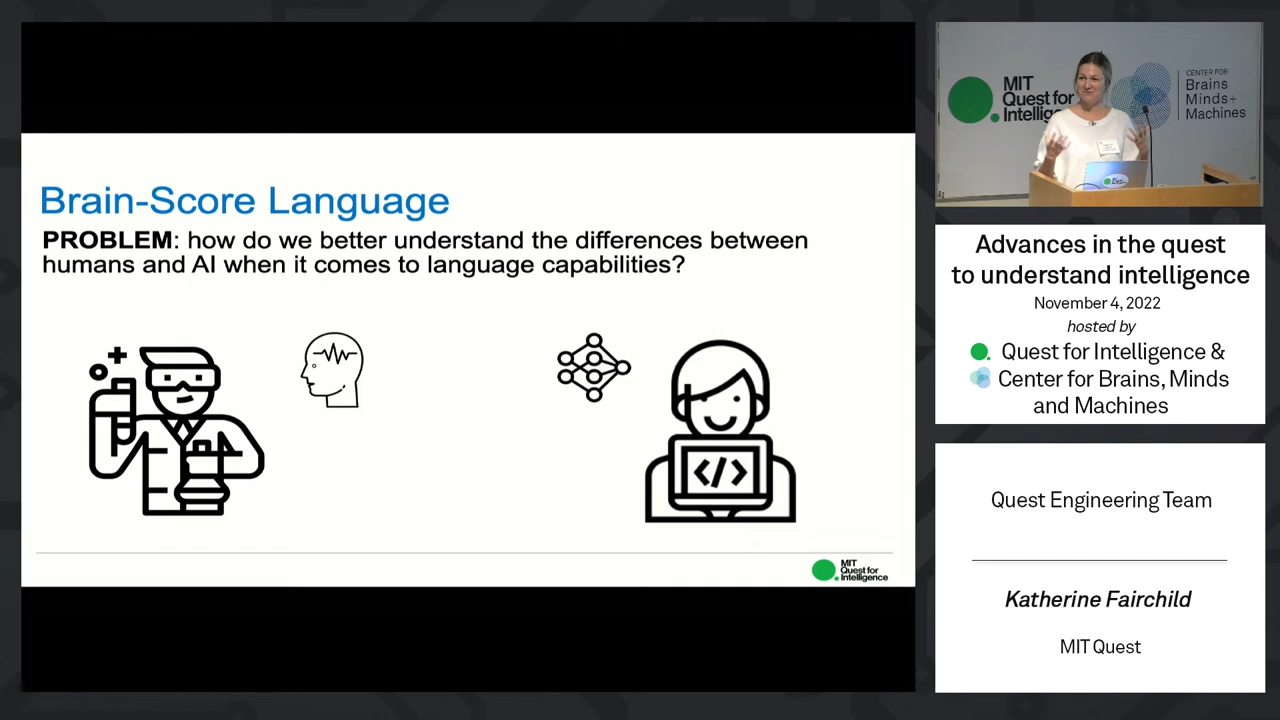 Brain-Score Language
PROBLEM: how do we better understand the differences between
humans and AI when it comes to language capabilities?
</>
MIT
Quest for
Intelligence
MIT
Quest for
Intellige
CENTER FOR
Brains
Minds+
Machines
Advances in the quest
to understand intelligence
November 4, 2022
hosted by
Quest for Intelligence &
Center for Brains, Minds
and Machines
Quest Engineering Team
Katherine Fairchild
MIT Quest